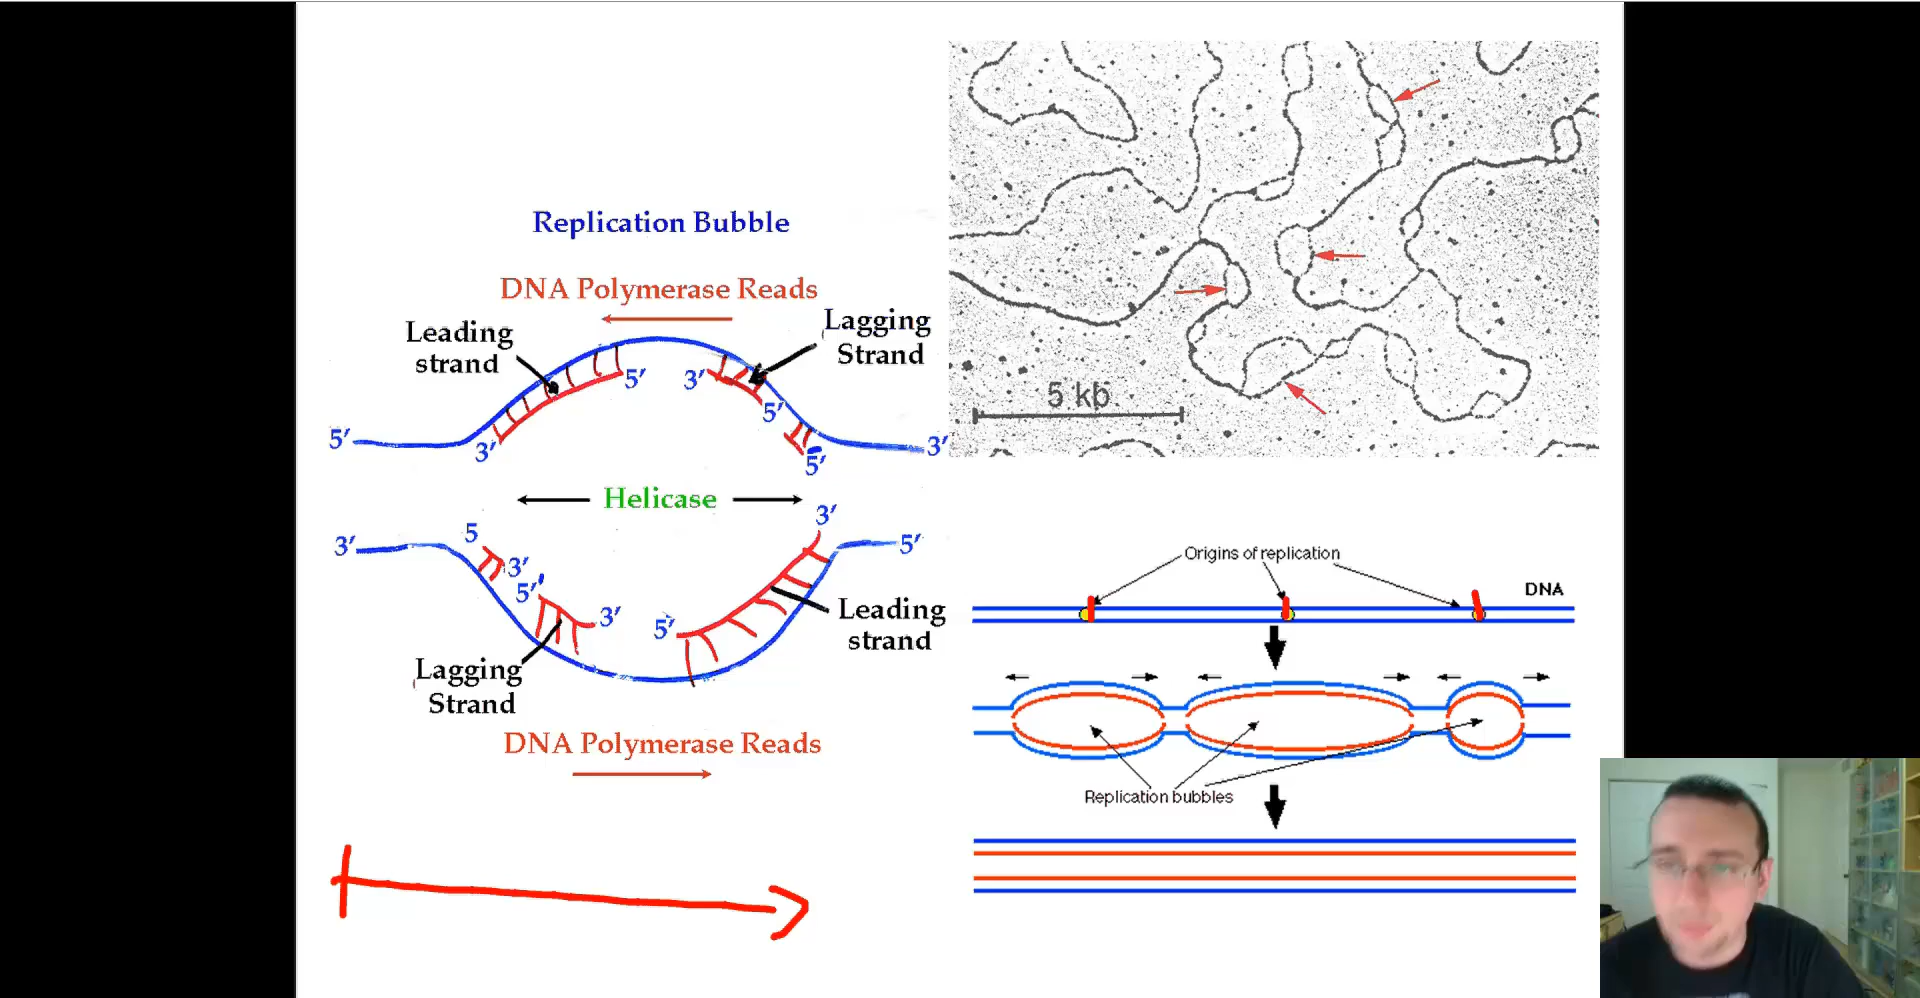 Replication Bubble
DNA Polymerase Reads
Leading
strand
Lagging
Strand
5'
3'
5'
5'
3'
3'
5'
Helicase
3'
5
3'
5'
3'
5'
3'
5'
Leading
strand
Lagging
Strand
DNA Polymerase Reads
5 kb
Origins of replication
DNA
Replication bubbles